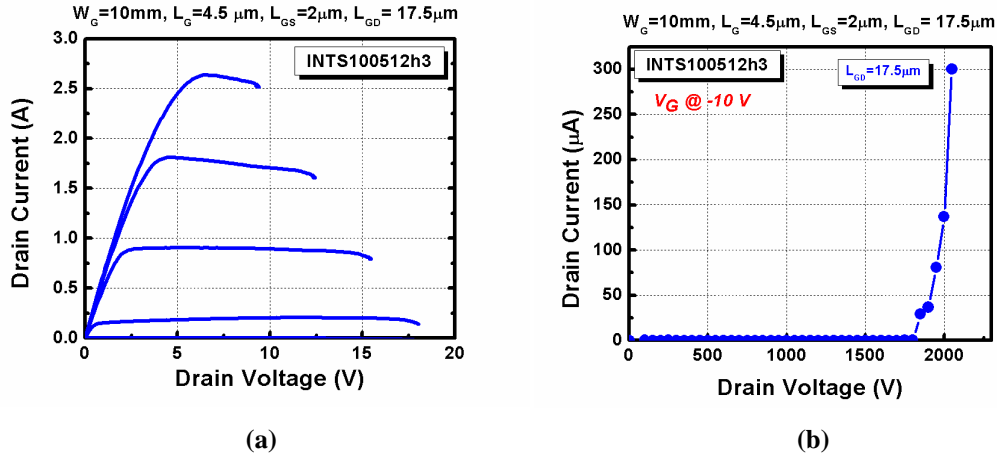 W_G=10mm, L_G=4.5 μm, L_GS=2μm, L_GD= 17.5μm
3.0
2.5
2.0
1.5
1.0
0.5
0.0
Drain Current (A)
INTS100512h3
0 5 10 15 20
Drain Voltage (V)
(a)
W_G=10mm, L_G=4.5μm, L_GS=2μm, L_GD= 17.5μm
300
250
200
150
100
50
0
Drain Current (μA)
INTS100512h3
L_GD=17.5μm
V_G @ -10 V
0 500 1000 1500 2000
Drain Voltage (V)
(b)